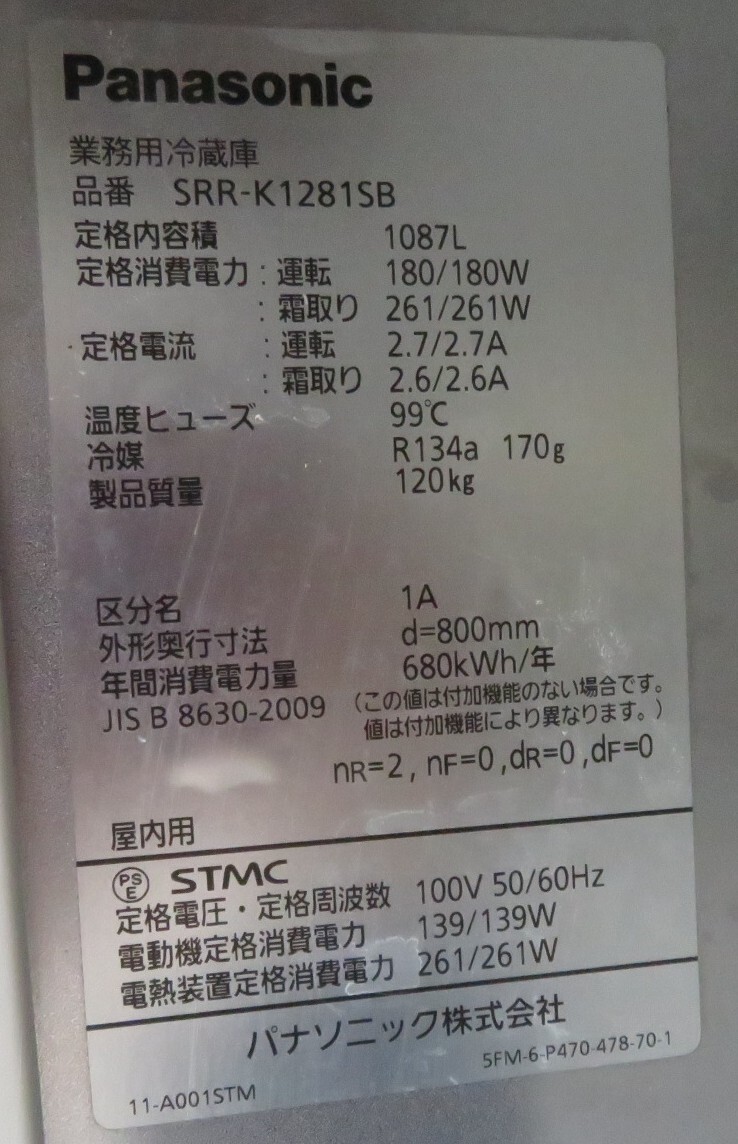 Panasonic
業務用冷蔵庫
品番 SRR-K1281SB
定格内容積 1087L
定格消費電力:運転 180/180W
:霜取り 261/261W
定格電流 :運転 2.7/2.7A
:霜取り 2.6/2.6A
温度ヒューズ 99℃
冷媒 R134a 170g
製品質量 120kg
区分名 1A
外形奥行寸法 d=800mm
年間消費電力量 680kWh/年
JIS B 8630-2009 (この値は付加機能のない場合です。
値は付加機能により異なります。)
nR=2, nF=0,dR=0,dF=0
屋内用
PSE STMC
定格電圧・定格周波数 100V 50/60Hz
電動機定格消費電力 139/139W
電熱装置定格消費電力 261/261W
パナソニック株式会社
11-A001STM 5FM-6-P470-478-70-1